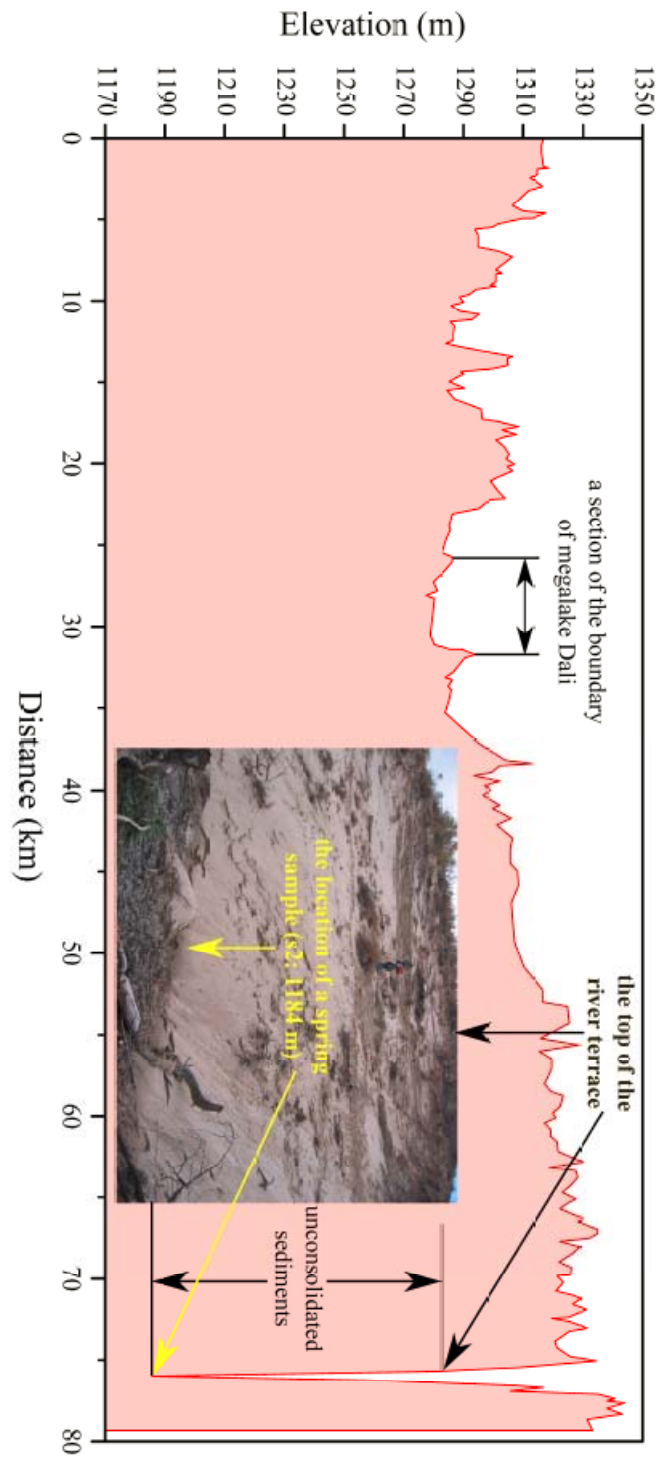 Elevation (m)
1350
1330
1310
1290
1270
1250
1230
1210
1190
1170
0
10
20
30
40
50
60
70
80
Distance (km)
a section of the boundary
of megalake Dali
the top of the
river terrace
the location of a spring
sample (s2: 1184 m)
unconsolidated
sediments